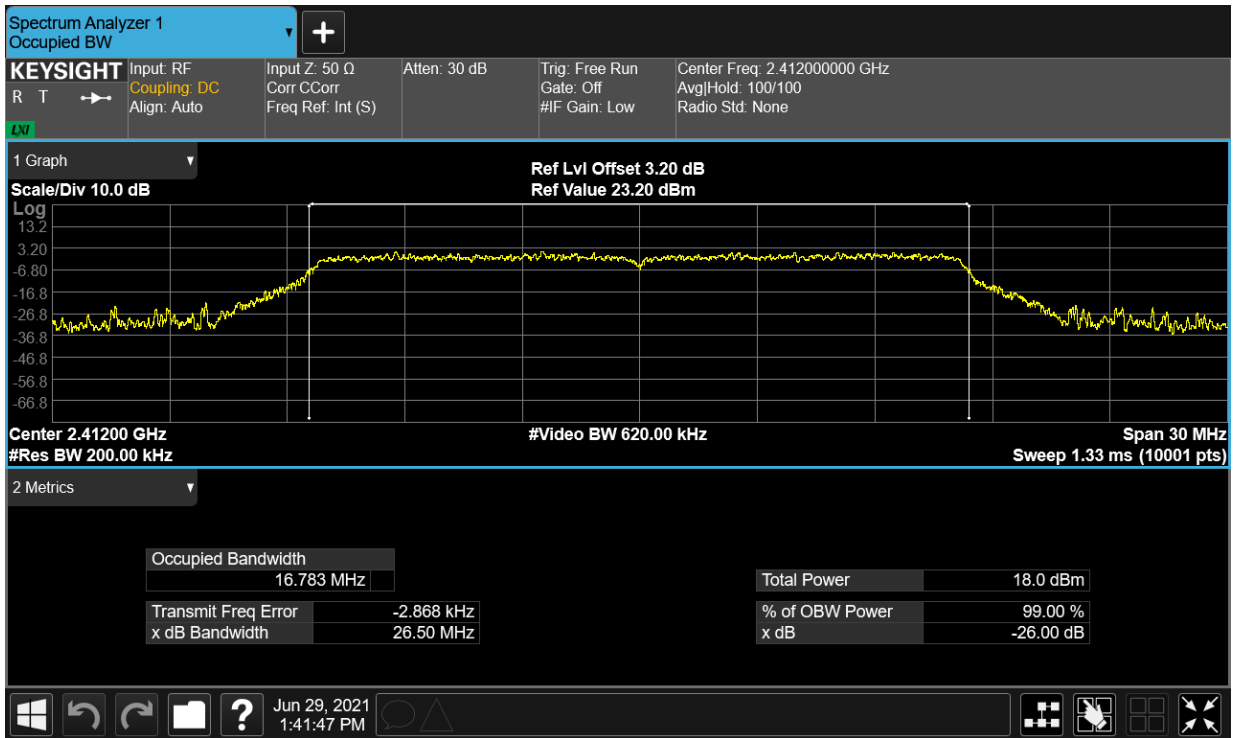 Spectrum Analyzer 1
Occupied BW
KEYSIGHT
R T
LXI
Input: RF
Coupling: DC
Align: Auto
Input Z: 50 Ω
Corr CCorr
Freq Ref: Int (S)
Atten: 30 dB
Trig: Free Run
Gate: Off
#IF Gain: Low
Center Freq: 2.412000000 GHz
Avg|Hold: 100/100
Radio Std: None
1 Graph
Scale/Div 10.0 dB
Ref Lvl Offset 3.20 dB
Ref Value 23.20 dBm
Log
13.2
3.20
-6.80
-16.8
-26.8
-36.8
-46.8
-56.8
-66.8
Center 2.41200 GHz
#Video BW 620.00 kHz
Span 30 MHz
#Res BW 200.00 kHz
Sweep 1.33 ms (10001 pts)
2 Metrics
Occupied Bandwidth
16.783 MHz
Transmit Freq Error -2.868 kHz
x dB Bandwidth 26.50 MHz
Total Power 18.0 dBm
% of OBW Power 99.00 %
x dB -26.00 dB
?
Jun 29, 2021
1:41:47 PM